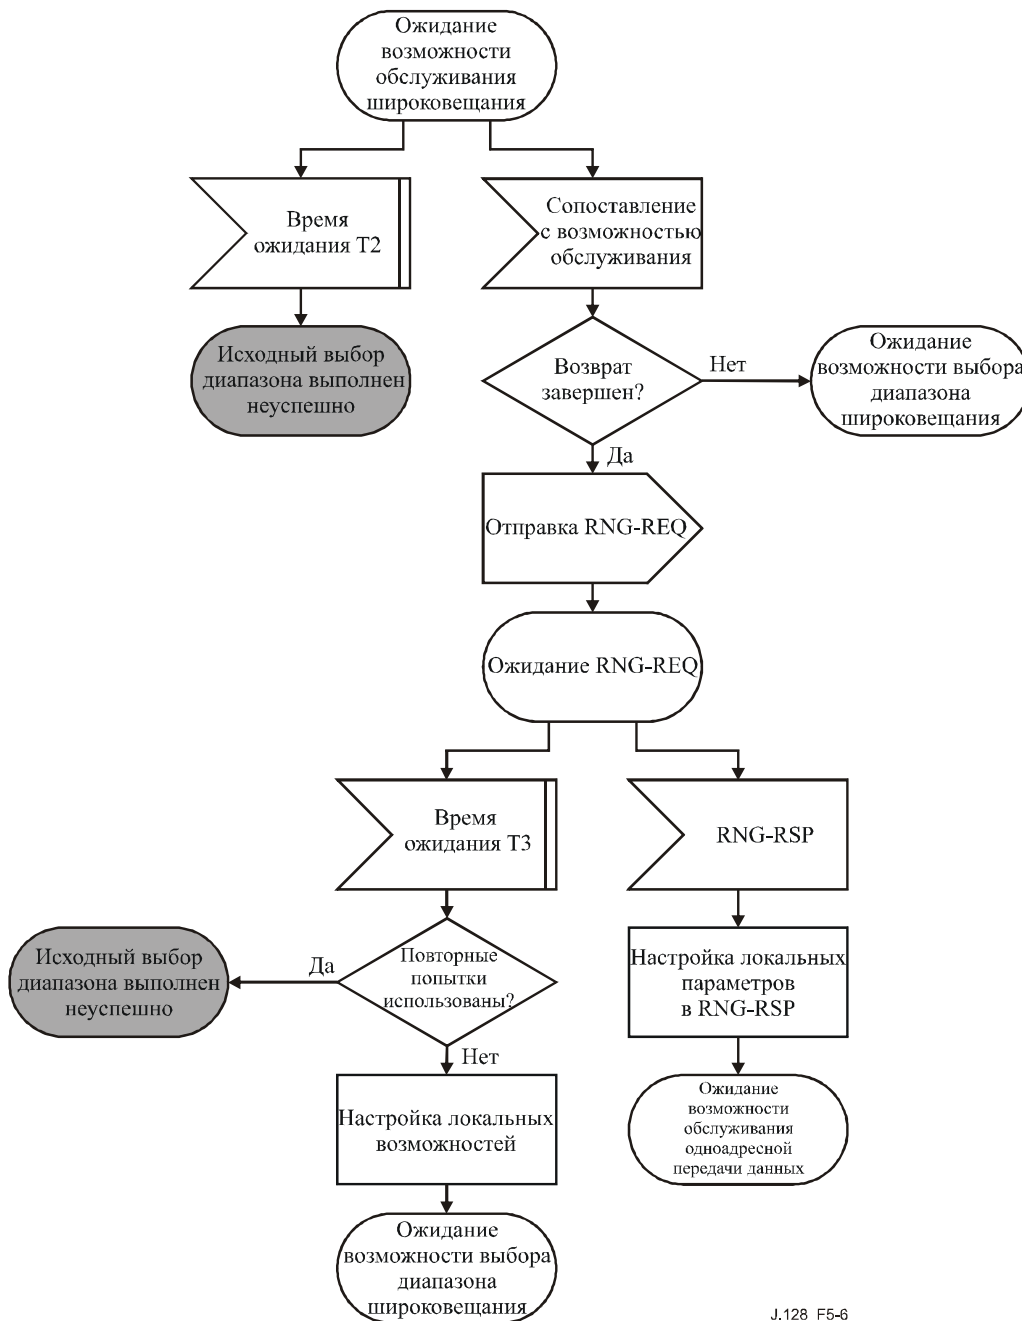 Ожидание
возможности
обслуживания
широковещания
Время
ожидания T2
Сопоставление
с возможностью
обслуживания
Исходный выбор
диапазона выполнен
неуспешно
Возврат
завершен?
Нет
Ожидание
возможности выбора
диапазона
широковещания
Да
Отправка RNG-REQ
Ожидание RNG-REQ
Время
ожидания T3
RNG-RSP
Исходный выбор
диапазона выполнен
неуспешно
Да
Повторные
попытки
использованы?
Настройка локальных
параметров
в RNG-RSP
Нет
Настройка локальных
возможностей
Ожидание
возможности
обслуживания
одноадресной
передачи данных
Ожидание
возможности выбора
диапазона
широковещания
J.128_F5-6